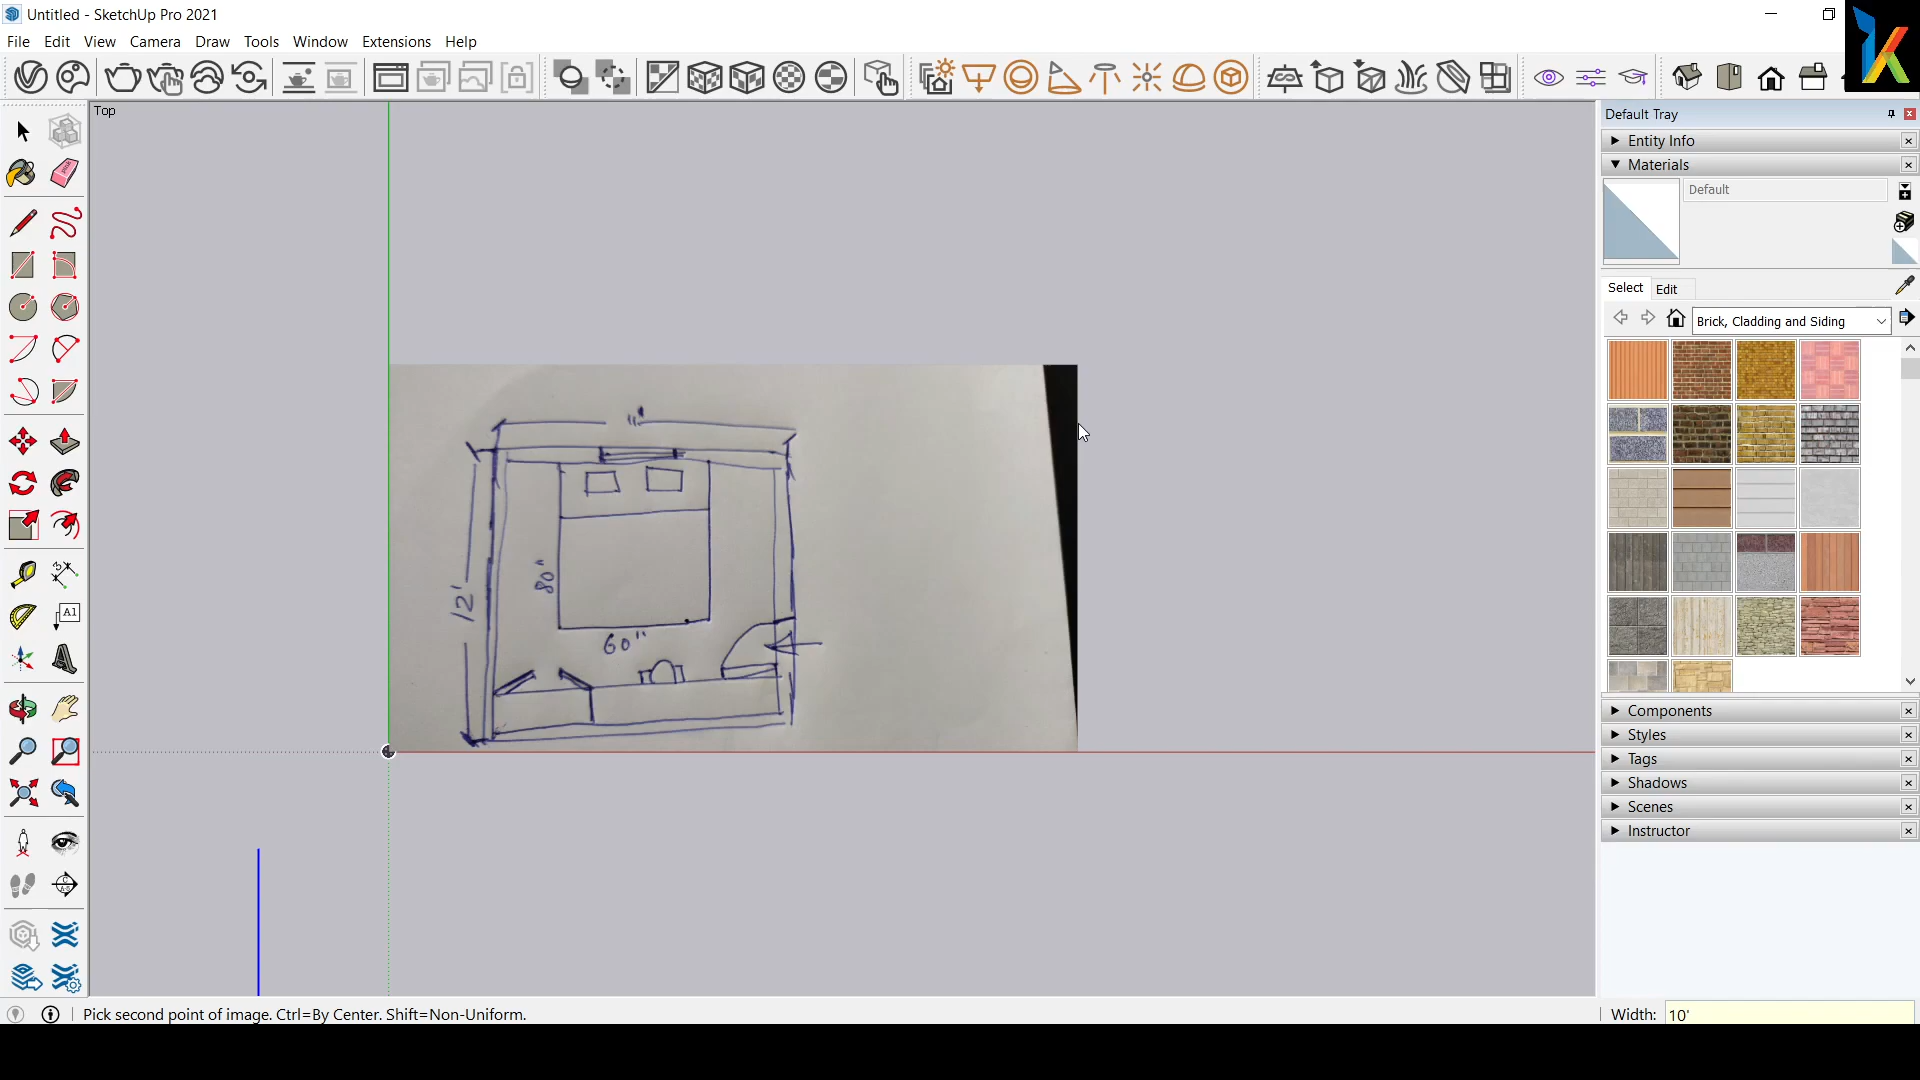 Untitled - SketchUp Pro 2021
File Edit View Camera Draw Tools Window Extensions Help
Top
Default Tray
Entity Info
Materials
Default
Select Edit
Brick, Cladding and Siding
11'
12'
80"
60"
A1
Components
Styles
Tags
Shadows
Scenes
Instructor
Pick second point of image. Ctrl=By Center. Shift=Non-Uniform.
Width: 10'